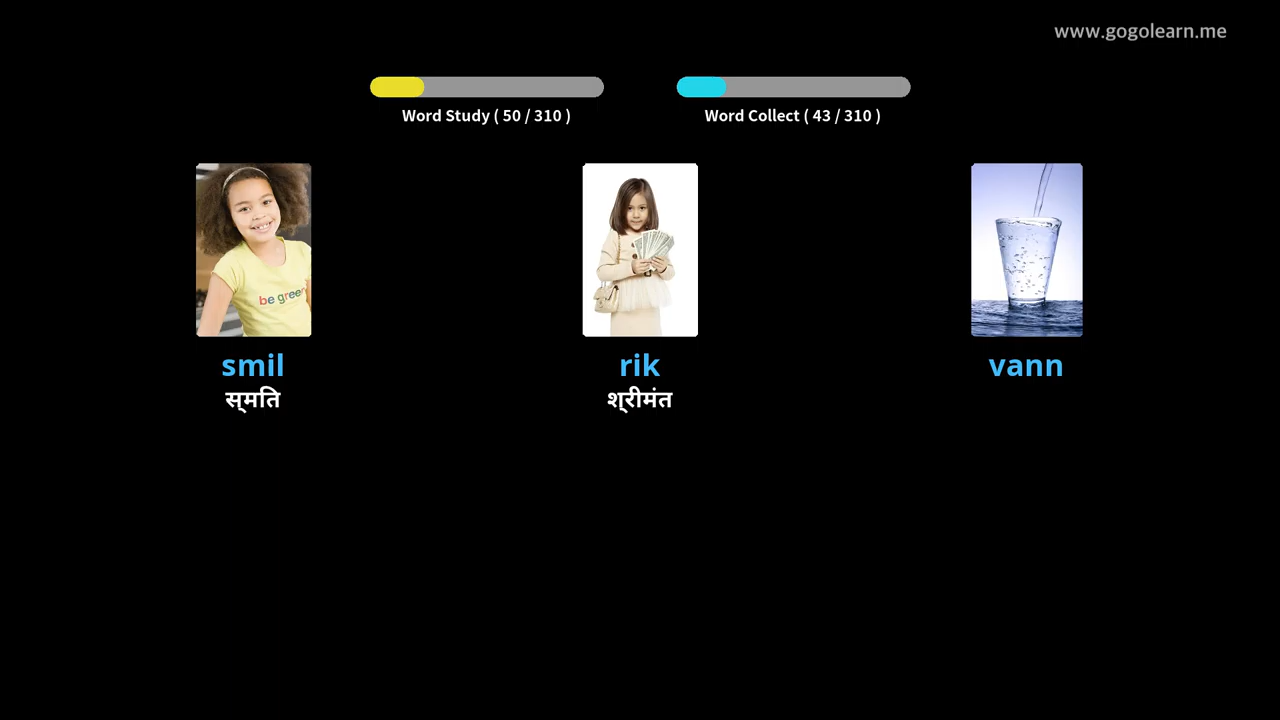 www.gogolearn.me
Word Study ( 50 / 310 )
Word Collect ( 43 / 310 )
be green
smil
rik
vann
स्मति
श्रीमंत